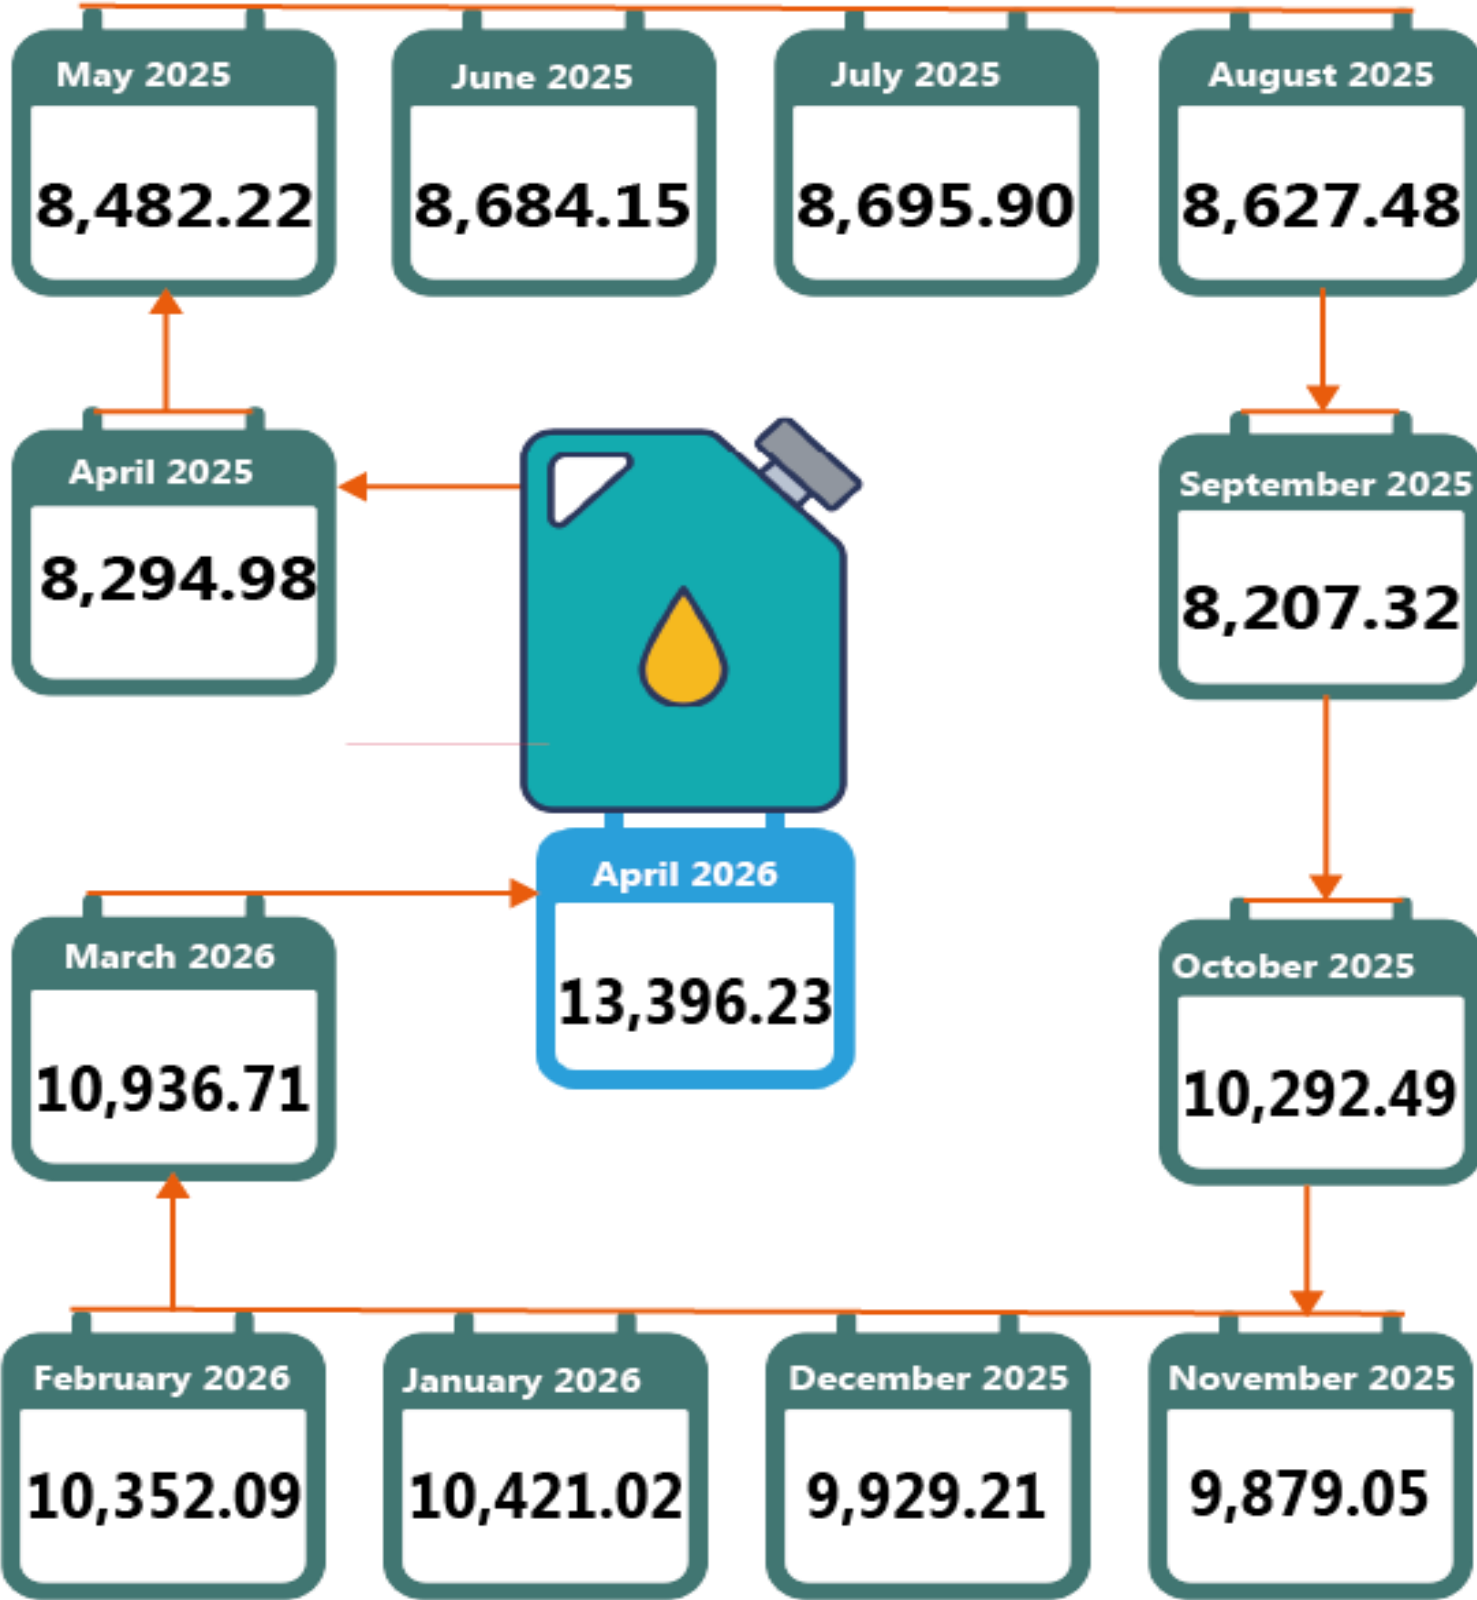 May 2025
8,482.22
June 2025
8,684.15
July 2025
8,695.90
August 2025
8,627.48
April 2025
8,294.98
September 2025
8,207.32
April 2026
13,396.23
March 2026
10,936.71
October 2025
10,292.49
February 2026
10,352.09
January 2026
10,421.02
December 2025
9,929.21
November 2025
9,879.05